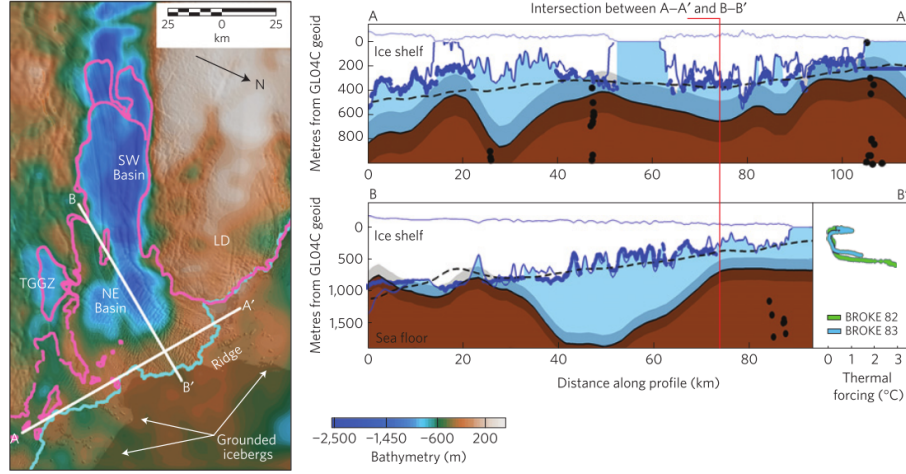 25 0 25
km
N
SW
Basin
B
LD
TGGZ
NE
Basin
A′
Ridge
B′
A
Grounded
icebergs
Intersection between A–A′ and B–B′
A A
Metres from GL04C geoid
0
200
400
600
800
Ice shelf
0 20 40 60 80 100
B B′
Metres from GL04C geoid
0
500
1,000
1,500
Ice shelf
Sea floor
0 20 40 60 80
Distance along profile (km)
BROKE 82
BROKE 83
0 1 2 3
Thermal
forcing (°C)
−2,500 −1,450 −600 200
Bathymetry (m)